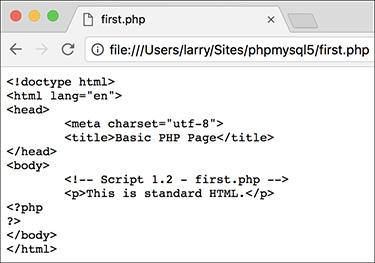 first.php
file:///Users/larry/Sites/phpmysql5/first.php
<!doctype html>
<html lang="en">
<head>
        <meta charset="utf-8">
        <title>Basic PHP Page</title>
</head>
<body>
        <!-- Script 1.2 - first.php -->
        <p>This is standard HTML.</p>
<?php
?>
</body>
</html>